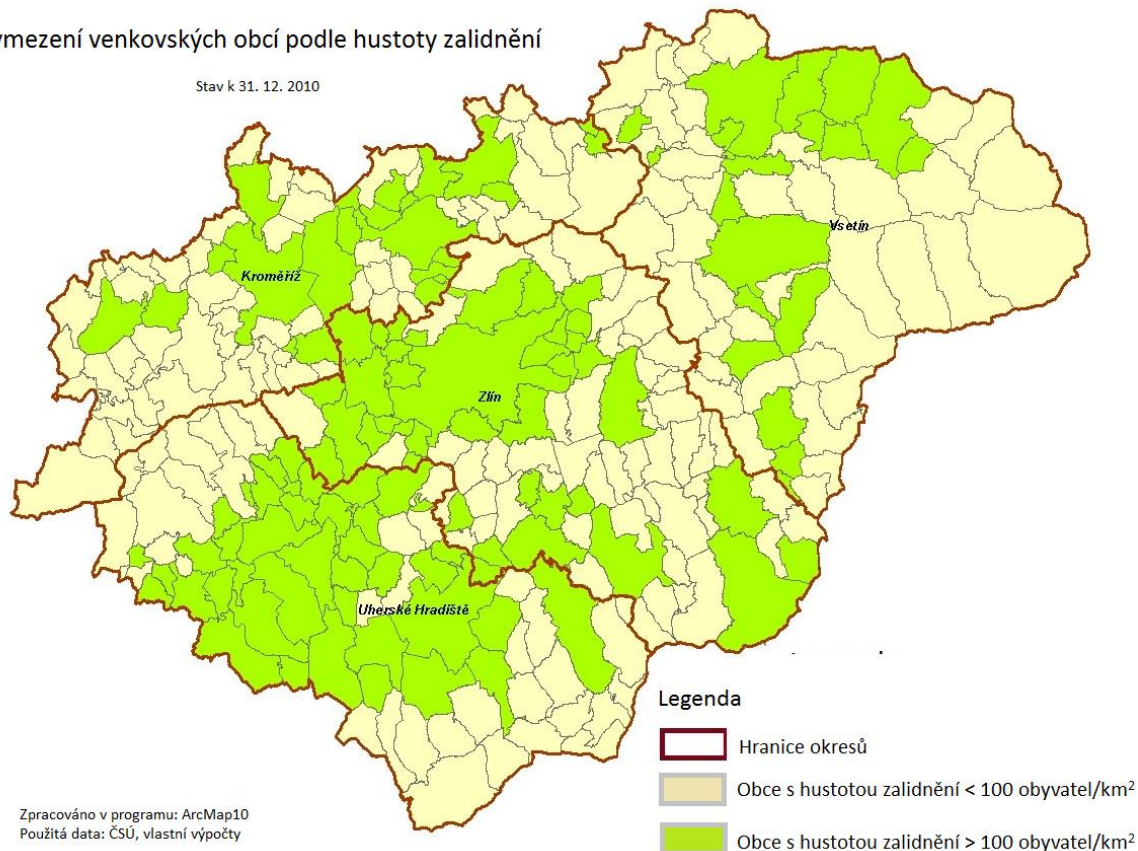 ymezení venkovských obcí podle hustoty zalidnění
Stav k 31. 12. 2010
Vsetín
Kroměříž
Zlín
Uherské Hradiště
Legenda
Hranice okresů
Obce s hustotou zalidnění < 100 obyvatel/km²
Obce s hustotou zalidnění > 100 obyvatel/km²
Zpracováno v programu: ArcMap10
Použitá data: ČSÚ, vlastní výpočty